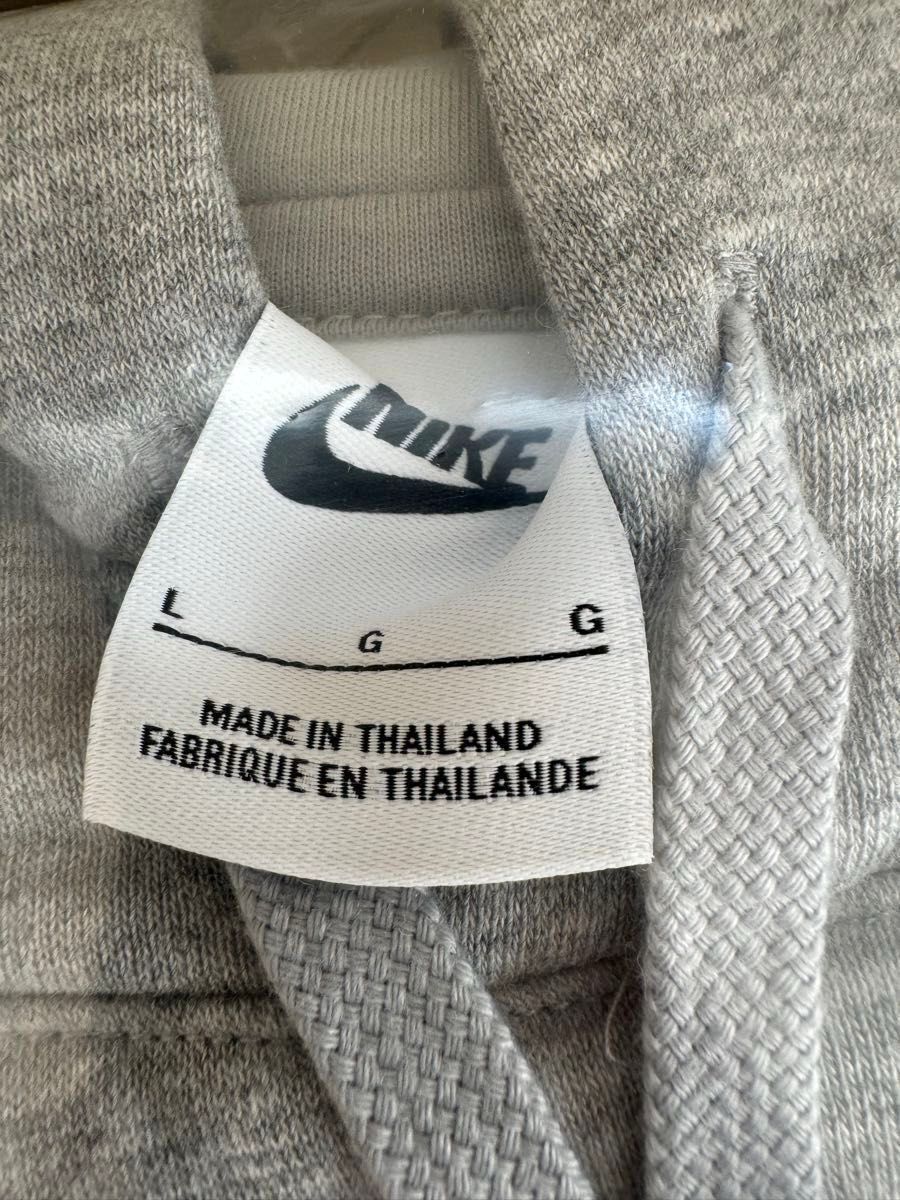 NIKE
L G G
MADE IN THAILAND
FABRIQUE EN THAILANDE